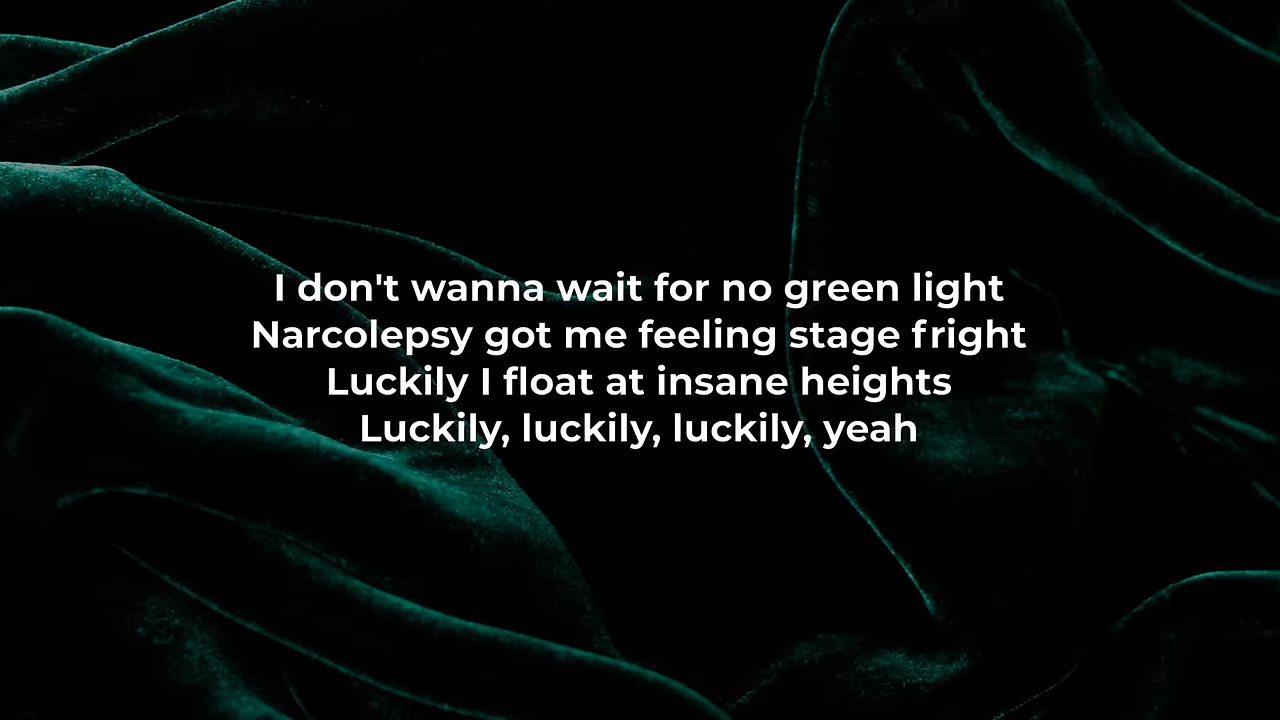 I don't wanna wait for no green light
Narcolepsy got me feeling stage fright
Luckily I float at insane heights
Luckily, luckily, luckily, yeah